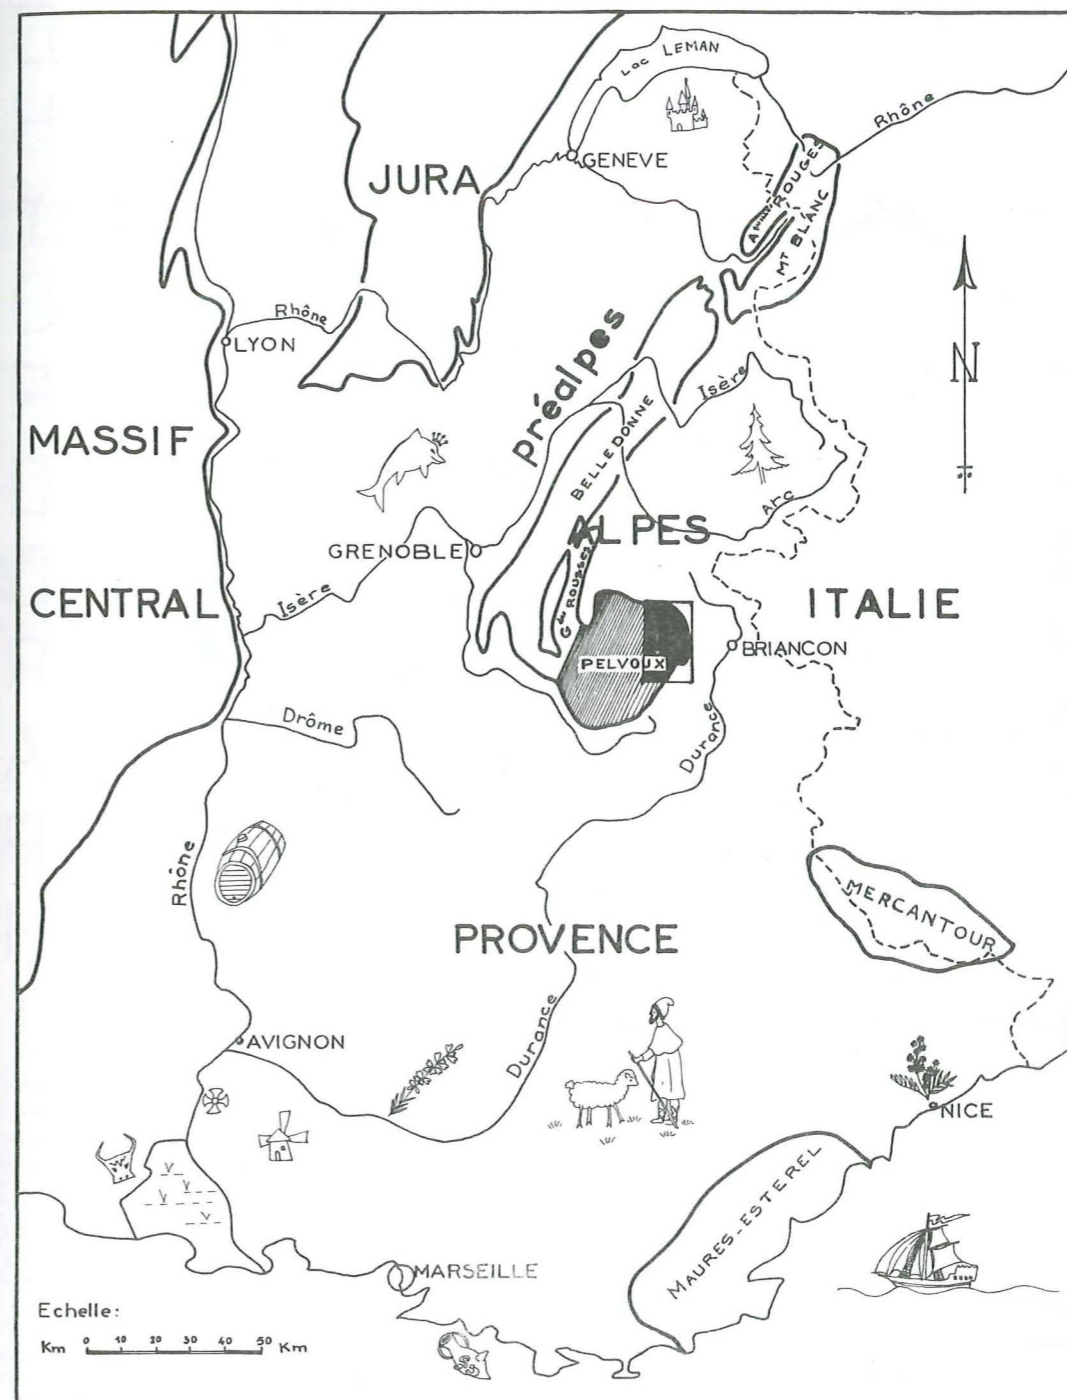 Lac LEMAN
Rhône
GENEVE
JURA
Alles ROUGES
MT BLANC
Rhône
LYON
préalpes
Isère
N
MASSIF
BELLEDONNE
Arc
ALPES
GRENOBLE
Gdes ROUSSES
Isère
CENTRAL
ITALIE
PELVOUX
BRIANCON
Drôme
Durance
Rhône
MERCANTOUR
PROVENCE
Durance
AVIGNON
NICE
MAURES-ESTEREL
MARSEILLE
Echelle:
Km 0 10 20 30 40 50 Km